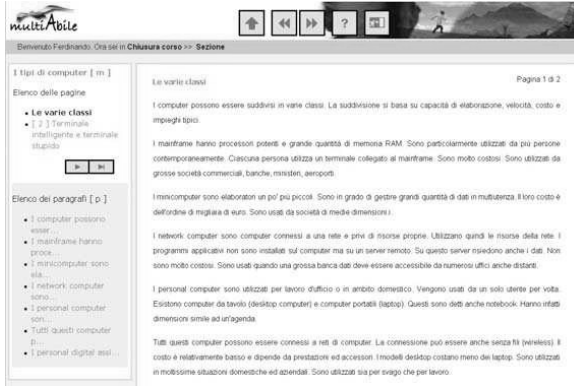 multiAbile
?
Benvenuto Ferdinando. Ora sei in Chiusura corso >> Sezione
I tipi di computer [ m ]
Elenco delle pagine
Le varie classi
[ 2 ] Terminale
intelligente e terminale
stupido
Elenco dei paragrafi [ p ]
I computer possono
esser...
I mainframe hanno
proce...
I minicomputer sono
ela...
I network computer
sono...
I personal computer
son...
Tutti questi computer
p...
I personal digital assi...
Le varie classi
Pagina 1 di 2
I computer possono essere suddivisi in varie classi. La suddivisione si basa su capacità di elaborazione, velocità, costo e
impieghi tipici.
I mainframe hanno processori potenti e grande quantità di memoria RAM. Sono particolarmente utilizzati da più persone
contemporaneamente. Ciascuna persona utilizza un terminale collegato al mainframe. Sono molto costosi. Sono utilizzati da
grosse società commerciali, banche, ministeri, aeroporti.
I minicomputer sono elaboratori un po' più piccoli. Sono in grado di gestire grandi quantità di dati in multiutenza. Il loro costo è
dell'ordine di migliaia di euro. Sono usati da società di medie dimensioni.
I network computer sono computer connessi a una rete e privi di risorse proprie. Utilizzano quindi le risorse della rete. I
programmi applicativi non sono installati sul computer ma su un server remoto. Su questo server risiedono anche i dati. Non
sono molto costosi. Sono usati quando una grossa banca dati deve essere accessibile da numerosi uffici anche distanti.
I personal computer sono utilizzati per lavoro d'ufficio o in ambito domestico. Vengono usati da un solo utente per volta.
Esistono computer da tavolo (desktop computer) e computer portatili (laptop). Questi sono detti anche notebook. Hanno infatti
dimensioni simile ad un'agenda.
Tutti questi computer possono essere connessi a reti di computer. La connessione può essere anche senza fili (wireless). Il
costo è relativamente basso e dipende da prestazioni ed accessori. I modelli desktop costano meno dei laptop. Sono utilizzati
in moltissime situazioni domestiche ed aziendali. Sono utilizzati sia per svago che per lavoro.